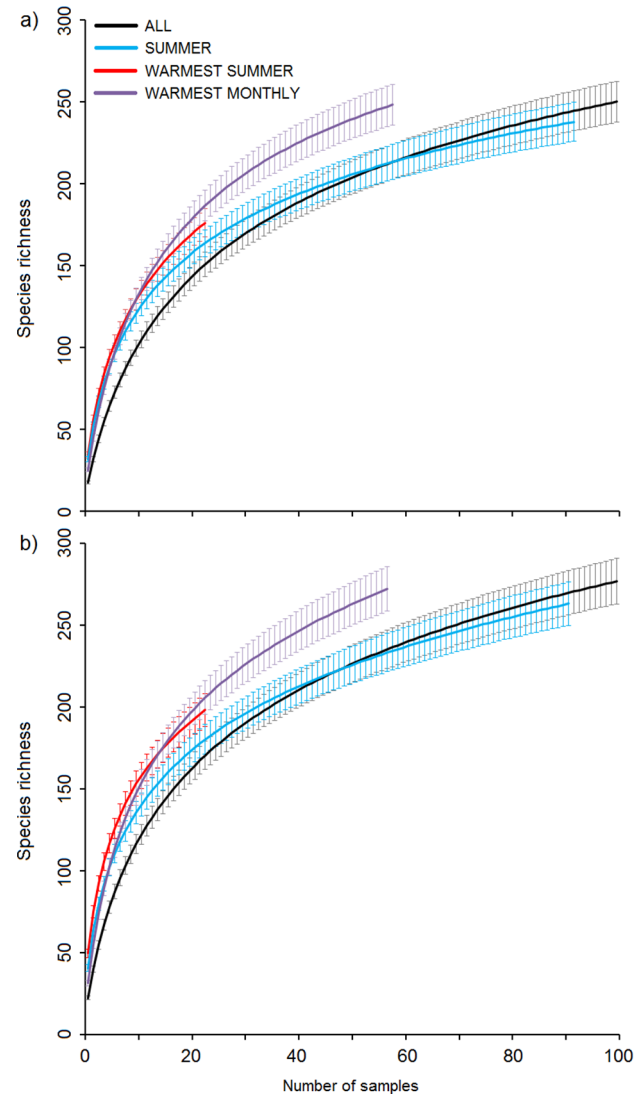 a)
ALL
SUMMER
WARMEST SUMMER
WARMEST MONTHLY
300
250
200
150
100
50
0
Species richness
b)
300
250
200
150
100
50
0
Species richness
0 20 40 60 80 100
Number of samples